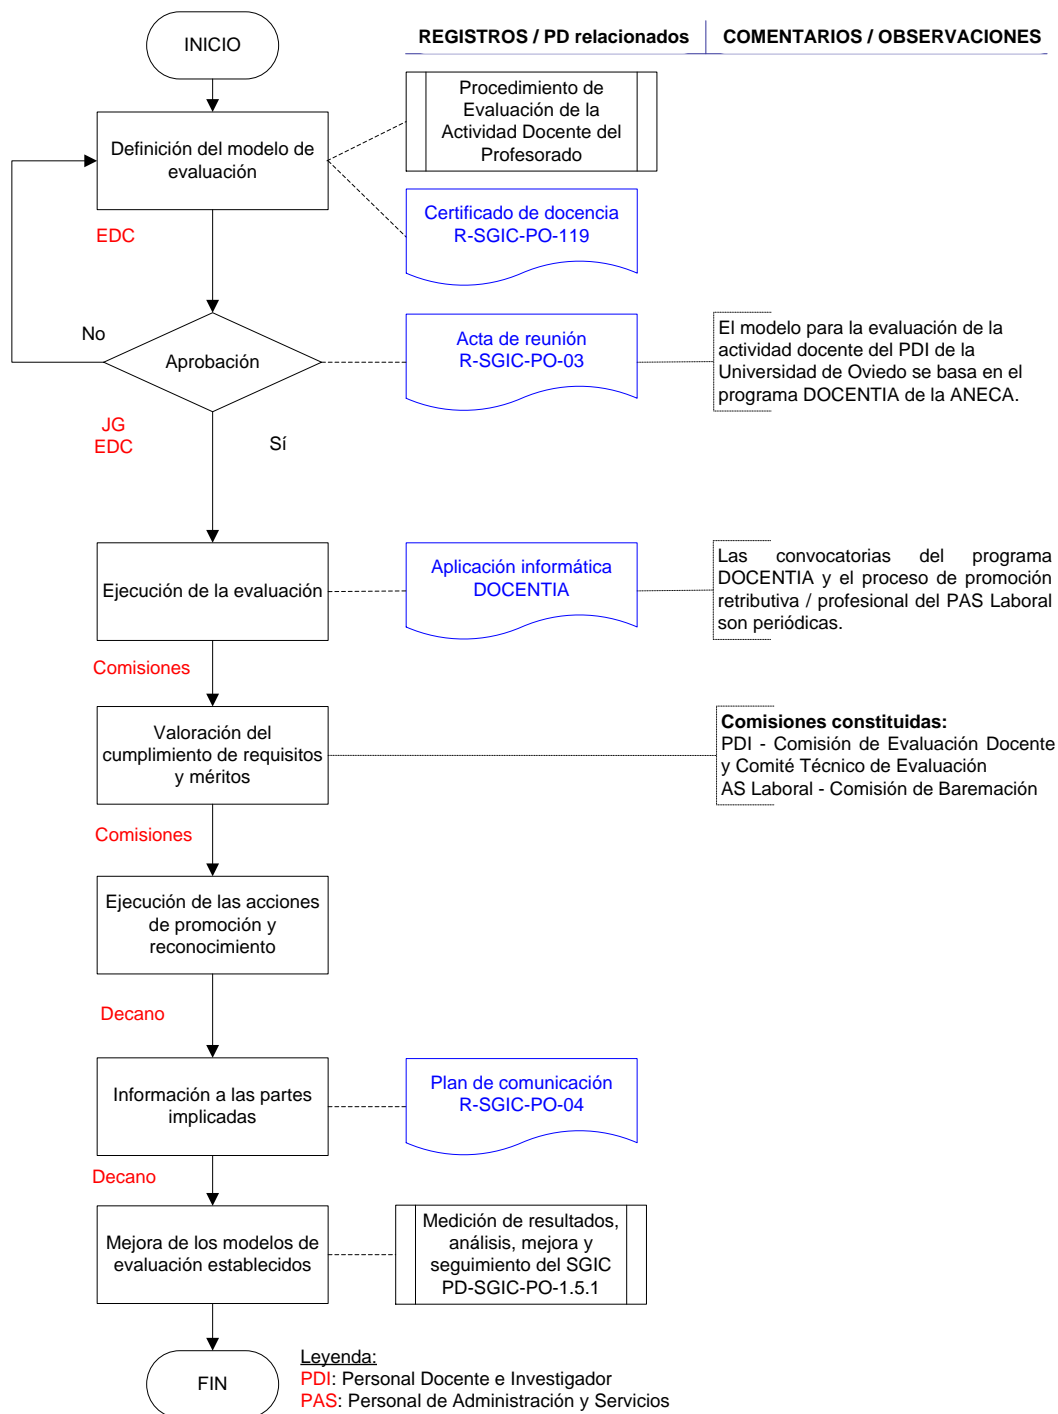 INICIO
REGISTROS / PD relacionados
COMENTARIOS / OBSERVACIONES
Procedimiento de
Evaluación de la
Actividad Docente del
Profesorado
Definición del modelo de
evaluación
Certificado de docencia
R-SGIC-PO-119
EDC
No
Aprobación
Acta de reunión
R-SGIC-PO-03
El modelo para la evaluación de la
actividad docente del PDI de la
Universidad de Oviedo se basa en el
programa DOCENTIA de la ANECA.
JG
EDC
Sí
Ejecución de la evaluación
Aplicación informática
DOCENTIA
Las convocatorias del programa
DOCENTIA y el proceso de promoción
retributiva / profesional del PAS Laboral
son periódicas.
Comisiones
Valoración del
cumplimiento de requisitos
y méritos
Comisiones constituidas:
PDI - Comisión de Evaluación Docente
y Comité Técnico de Evaluación
AS Laboral - Comisión de Baremación
Comisiones
Ejecución de las acciones
de promoción y
reconocimiento
Decano
Información a las partes
implicadas
Plan de comunicación
R-SGIC-PO-04
Decano
Mejora de los modelos de
evaluación establecidos
Medición de resultados,
análisis, mejora y
seguimiento del SGIC
PD-SGIC-PO-1.5.1
FIN
Leyenda:
PDI: Personal Docente e Investigador
PAS: Personal de Administración y Servicios